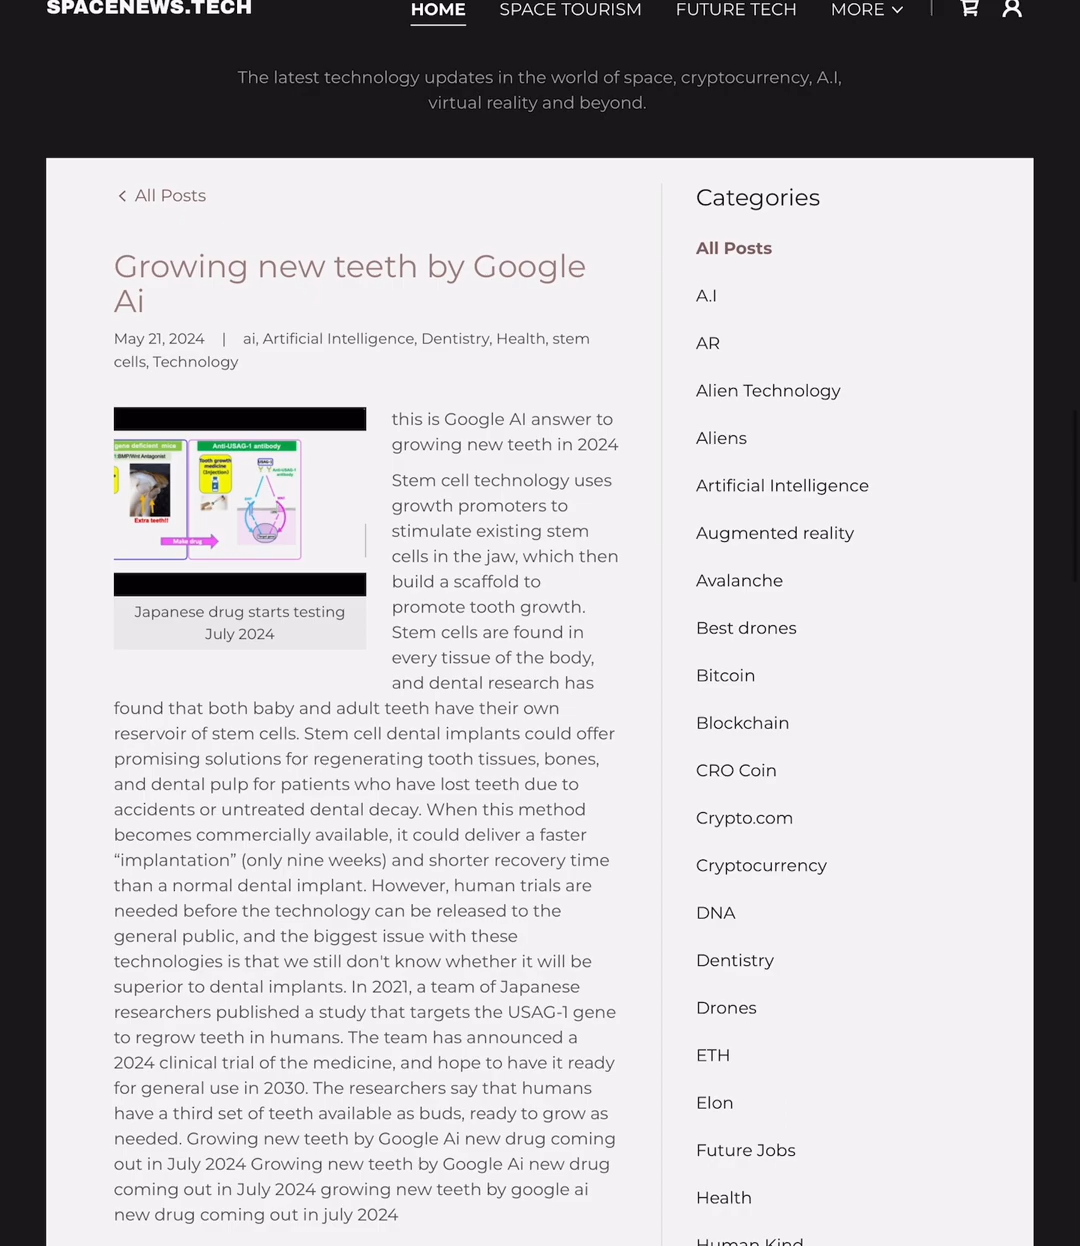 SPACENEWS.TECH
HOME
SPACE TOURISM
FUTURE TECH
MORE
The latest technology updates in the world of space, cryptocurrency, A.I,
virtual reality and beyond.
All Posts
Growing new teeth by Google
Ai
May 21, 2024 | ai, Artificial Intelligence, Dentistry, Health, stem
cells, Technology
gene deficient mice
Anti-USAG-1 antibody
BMP/Wnt Antagonist
Tooth growth
medicine
(Injection)
Extra teeth!!
Make drug
Japanese drug starts testing
July 2024
this is Google AI answer to
growing new teeth in 2024
Stem cell technology uses
growth promoters to
stimulate existing stem
cells in the jaw, which then
build a scaffold to
promote tooth growth.
Stem cells are found in
every tissue of the body,
and dental research has
found that both baby and adult teeth have their own
reservoir of stem cells. Stem cell dental implants could offer
promising solutions for regenerating tooth tissues, bones,
and dental pulp for patients who have lost teeth due to
accidents or untreated dental decay. When this method
becomes commercially available, it could deliver a faster
“implantation” (only nine weeks) and shorter recovery time
than a normal dental implant. However, human trials are
needed before the technology can be released to the
general public, and the biggest issue with these
technologies is that we still don't know whether it will be
superior to dental implants. In 2021, a team of Japanese
researchers published a study that targets the USAG-1 gene
to regrow teeth in humans. The team has announced a
2024 clinical trial of the medicine, and hope to have it ready
for general use in 2030. The researchers say that humans
have a third set of teeth available as buds, ready to grow as
needed. Growing new teeth by Google Ai new drug coming
out in July 2024 Growing new teeth by Google Ai new drug
coming out in July 2024 growing new teeth by google ai
new drug coming out in july 2024
Categories
All Posts
A.I
AR
Alien Technology
Aliens
Artificial Intelligence
Augmented reality
Avalanche
Best drones
Bitcoin
Blockchain
CRO Coin
Crypto.com
Cryptocurrency
DNA
Dentistry
Drones
ETH
Elon
Future Jobs
Health
Human Kind